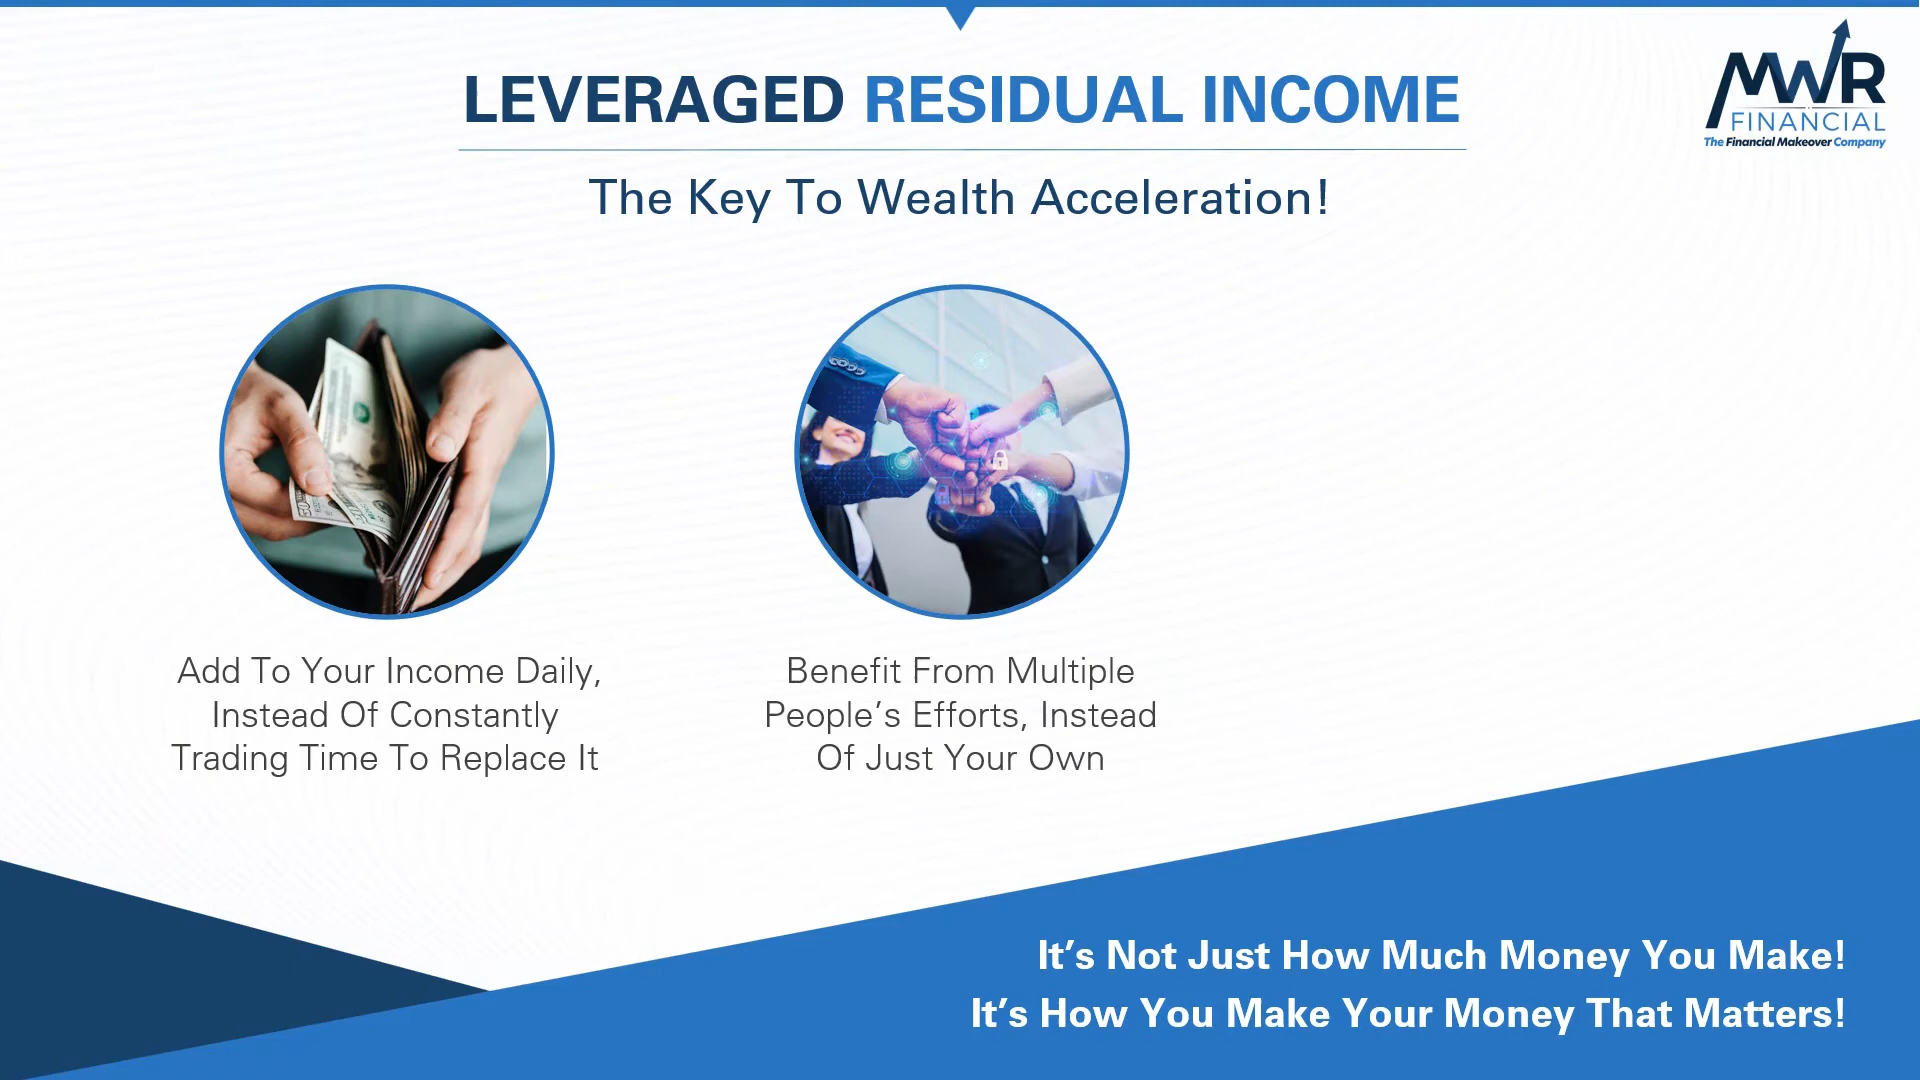 LEVERAGED RESIDUAL INCOME
MWR
FINANCIAL
The Financial Makeover Company
The Key To Wealth Acceleration!
Add To Your Income Daily,
Instead Of Constantly
Trading Time To Replace It
Benefit From Multiple
People’s Efforts, Instead
Of Just Your Own
It’s Not Just How Much Money You Make!
It’s How You Make Your Money That Matters!